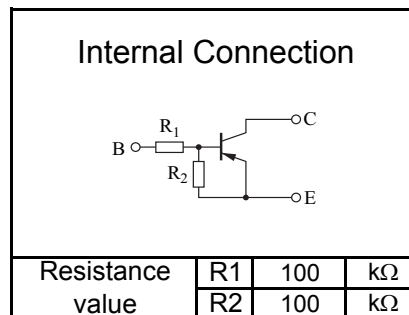 Internal Connection
C
R1
B
R2
E
Resistance value R1 100 kΩ
R2 100 kΩ